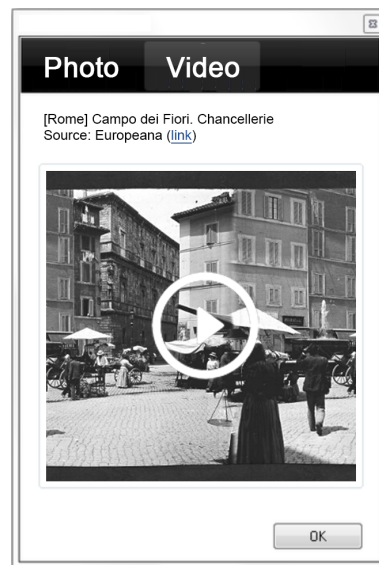 Photo Video
[Rome] Campo dei Fiori. Chancellerie
Source: Europeana (link)
OK